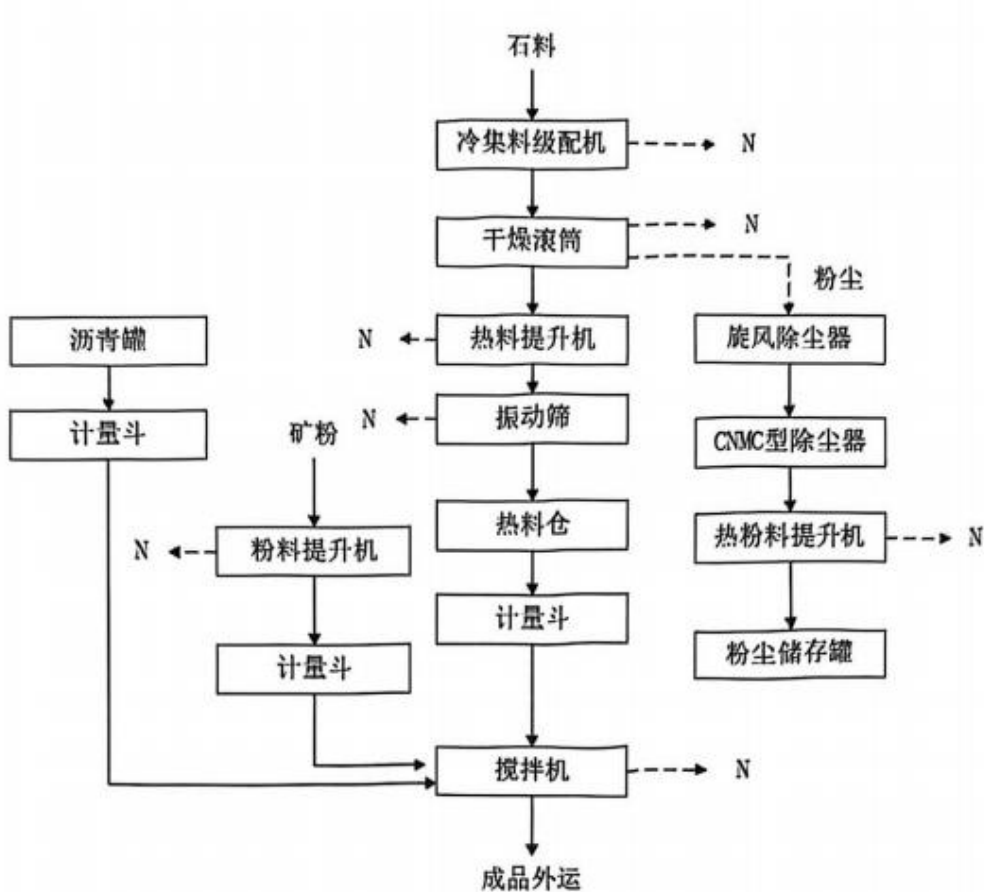 石料
冷集料级配机
N
干燥滚筒
N
粉尘
沥青罐
N
热料提升机
旋风除尘器
计量斗
矿粉
N
振动筛
CNMC型除尘器
N
粉料提升机
热料仓
热粉料提升机
N
计量斗
计量斗
粉尘储存罐
搅拌机
N
成品外运